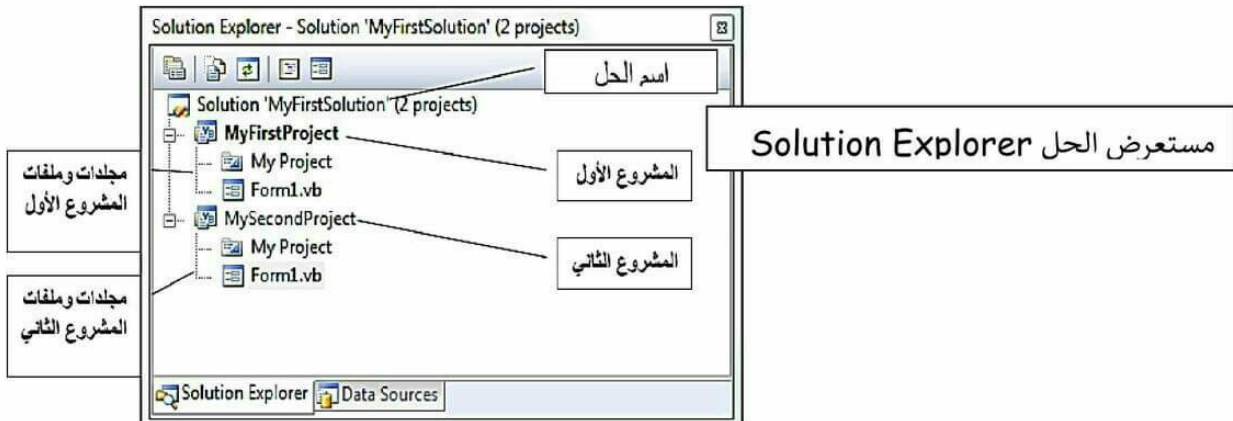 Solution Explorer - Solution 'MyFirstSolution' (2 projects)
اسم الحل
Solution 'MyFirstSolution' (2 projects)
مستعرض الحل Solution Explorer
MyFirstProject
My Project
Form1.vb
المشروع الأول
مجلدات وملفات
المشروع الأول
MySecondProject
My Project
Form1.vb
المشروع الثاني
مجلدات وملفات
المشروع الثاني
Solution Explorer
Data Sources